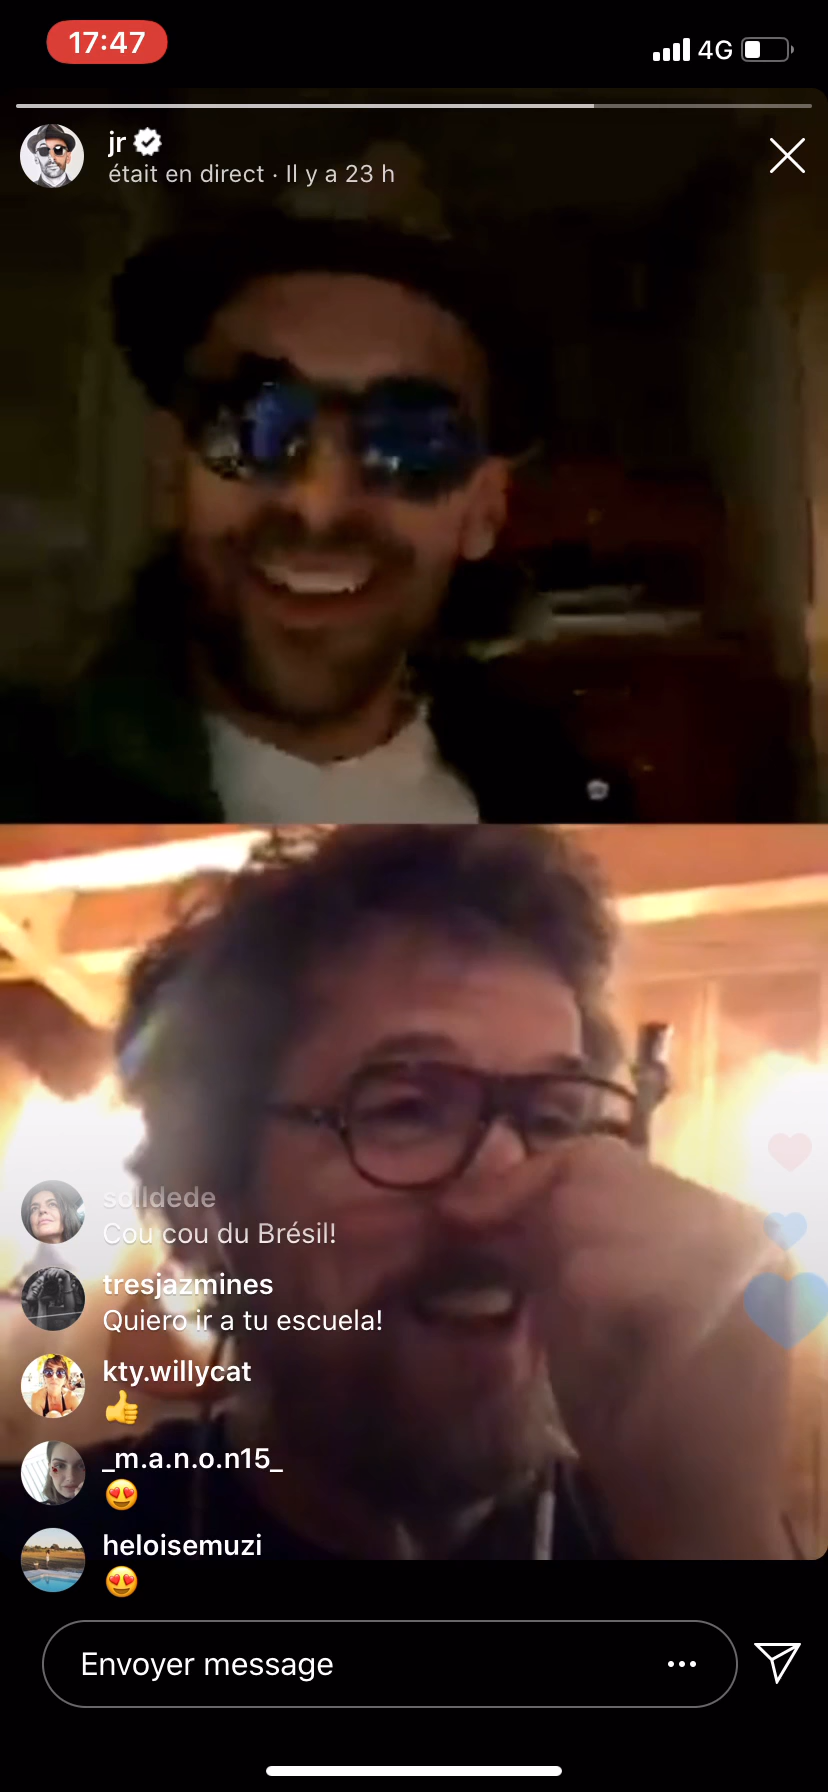 17:47
4G
jr
était en direct · Il y a 23 h
solldede
Cou cou du Brésil!
tresjazmines
Quiero ir a tu escuela!
kty.willycat
👍
_m.a.n.o.n15_
😍
heloisemuzi
😍
Envoyer message